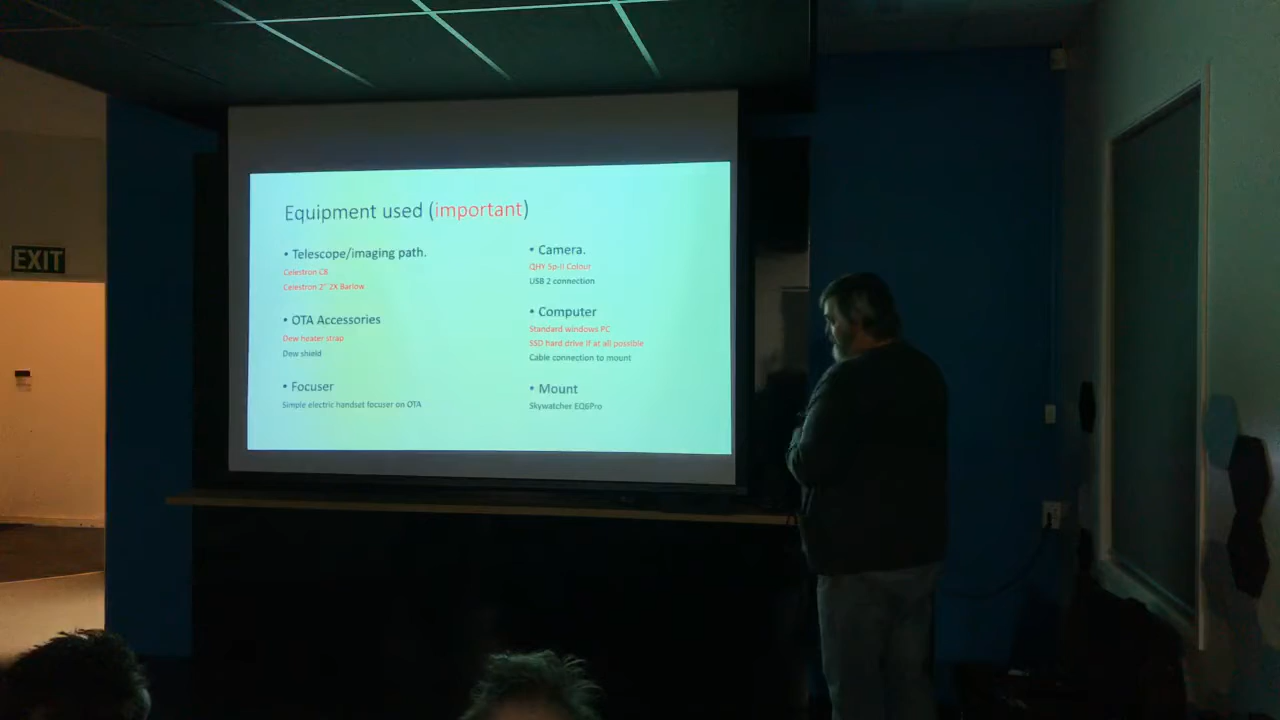 EXIT
Equipment used (important)
• Telescope/imaging path.
Celestron C8
Celestron 2" 2X Barlow
• OTA Accessories
Dew heater strap
Dew shield
• Focuser
Simple electric handset focuser on OTA
• Camera.
QHY 5p-II Colour
USB 2 connection
• Computer
Standard windows PC
SSD hard drive if at all possible
Cable connection to mount
• Mount
Skywatcher EQ6Pro